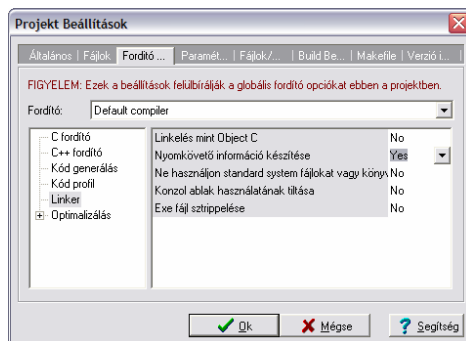 Projekt Beállítások
Általános | Fájlok | Fordító ... | Paramét... | Fájlok/... | Build Be... | Makefile | Verzió i...
FIGYELEM: Ezek a beállítások felülbírálják a globális fordító opciókat ebben a projektben.
Fordító: Default compiler
C fordító
C++ fordító
Kód generálás
Kód profil
Linker
Optimalizálás
Linkelés mint Object C No
Nyomkövető információ készítése Yes
Ne használjon standard system fájlokat vagy könyv No
Konzol ablak használatának tiltása No
Exe fájl sztrippelése No
Ok Mégse Segítség